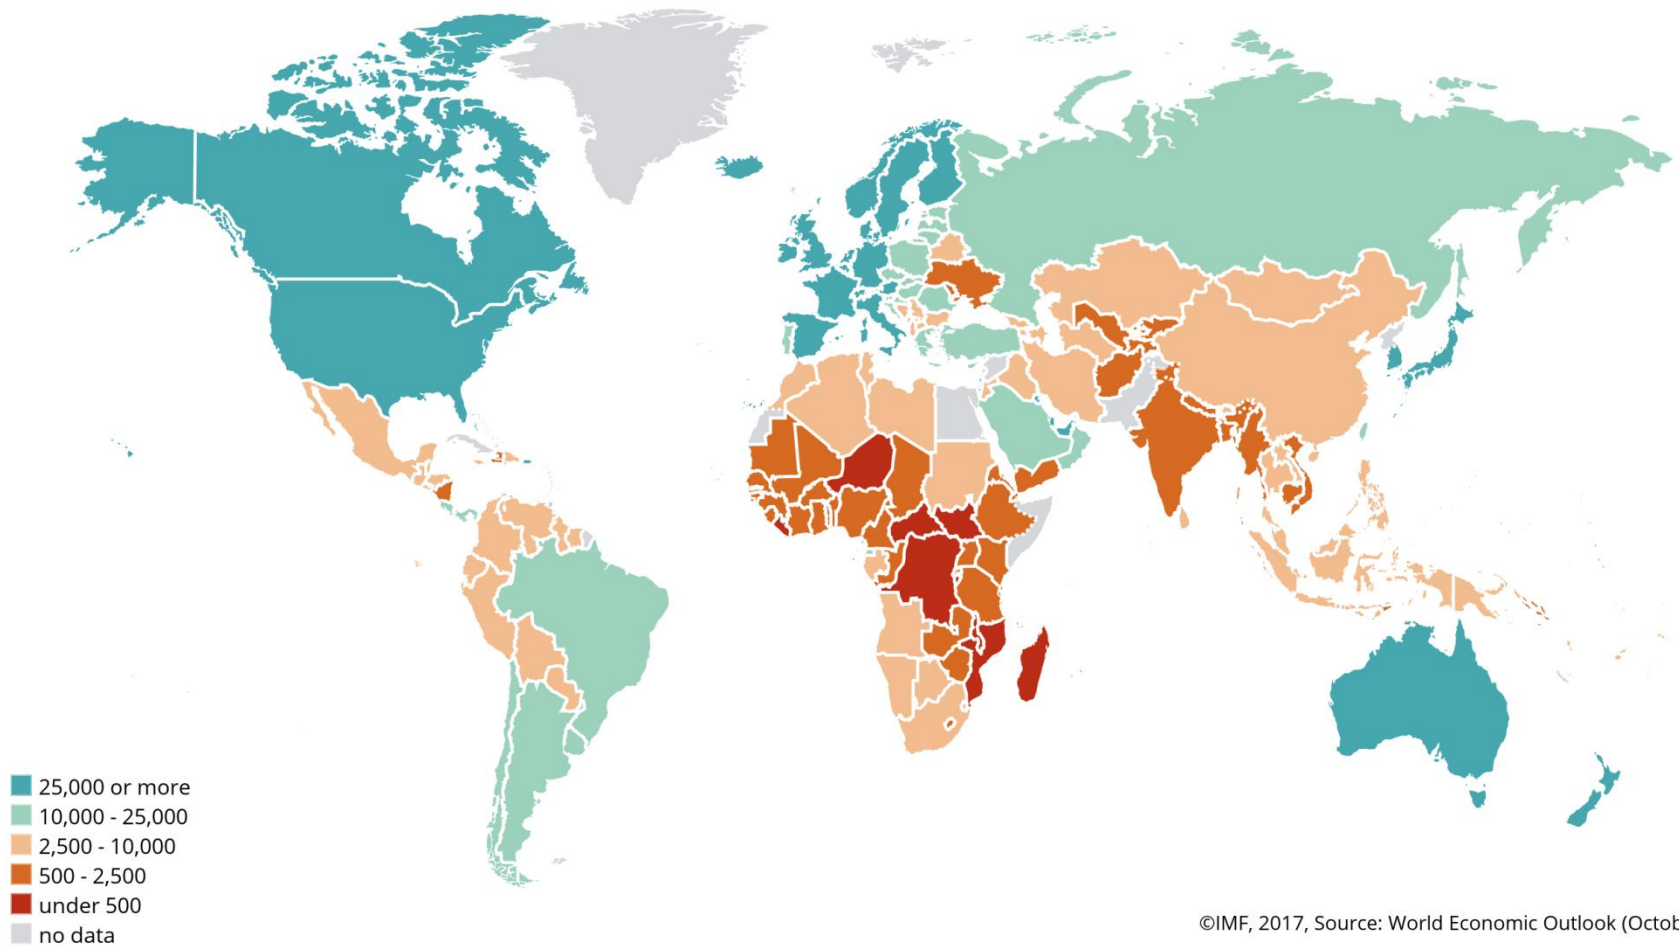 25,000 or more
10,000 - 25,000
2,500 - 10,000
500 - 2,500
under 500
no data
©IMF, 2017, Source: World Economic Outlook (Octob